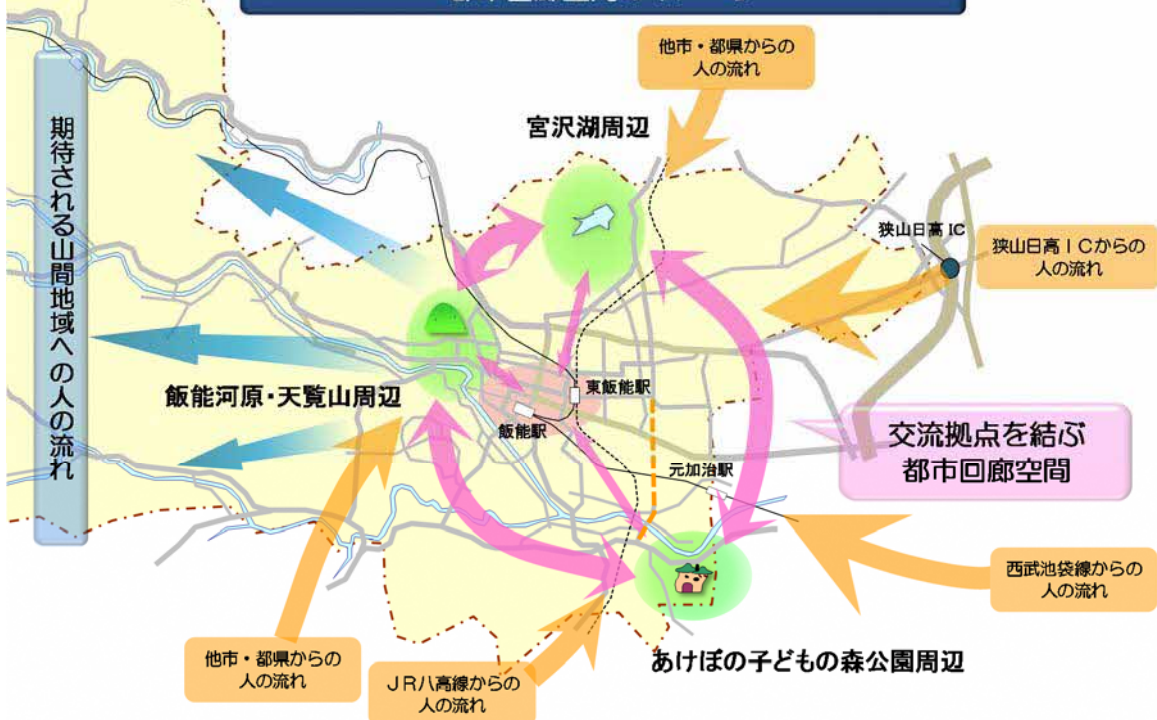 他市・都県からの
人の流れ
宮沢湖周辺
期待される山間地域への人の流れ
狭山日高 IC
狭山日高ＩＣからの
人の流れ
飯能河原・天覧山周辺
東飯能駅
飯能駅
交流拠点を結ぶ
都市回廊空間
元加治駅
西武池袋線からの
人の流れ
あけぼの子どもの森公園周辺
他市・都県からの
人の流れ
ＪＲ八高線からの
人の流れ